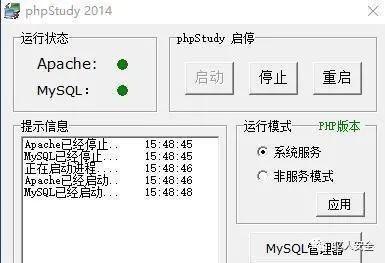 phpStudy 2014
运行状态
Apache:
MySQL:
phpStudy 启停
启动
停止
重启
提示信息
Apache已经停止..   15:48:45
MySQL已经停止...   15:48:45
正在启动进程....   15:48:46
Apache已经启动..   15:48:46
MySQL已经启动...   15:48:48
运行模式
PHP版本
系统服务
非服务模式
应用
MySQL管理器
人安全